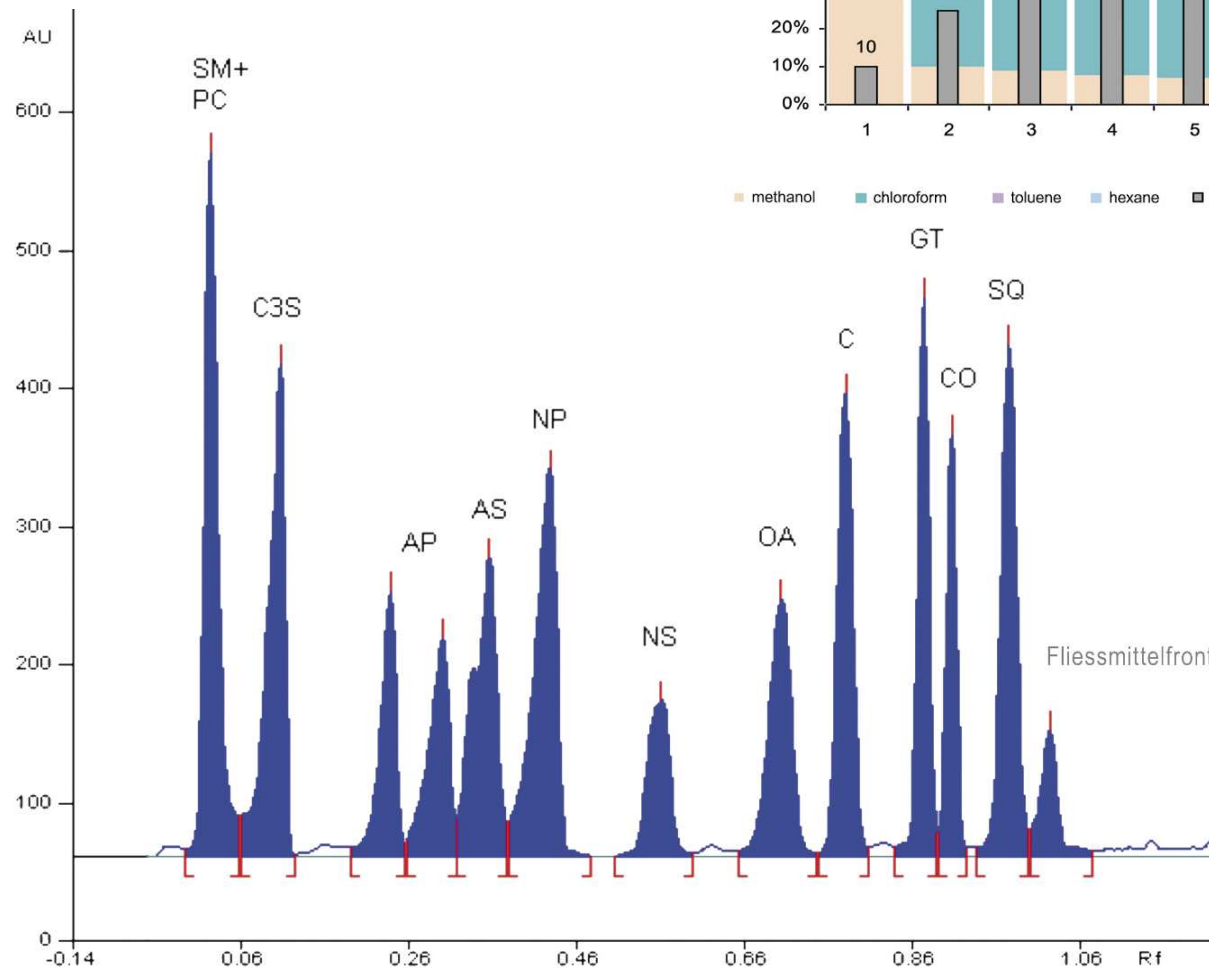 AU
20%
10%
0%
10
1 2 3 4 5
methanol chloroform toluene hexane
SM+
PC
600
500
GT
C3S
SQ
400
C
CO
NP
300
AS
AP
OA
200
NS
Fliessmittelfront
100
0
-0.14 0.06 0.26 0.46 0.66 0.86 1.06 Rf